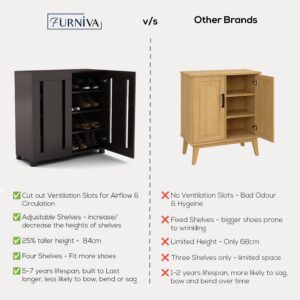 FURNIVA
v/s
Other Brands
Cut out Ventilation Slots for Airflow &
Circulation
Adjustable Shelves - increase/
decrease the heights of shelves
25% taller height - 84cm
Four Shelves - Fit more shoes
5-7 years lifespan, built to Last
longer, less likely to bow, bend or sag
No Ventilation Slots - Bad Odour
& Hygeine
Fixed Shelves - bigger shoes prone
to wrinkling
Limited Height - Only 68cm
Three Shelves only - limited space
1-2 years lifespan, more likely to sag,
bow and bend over time